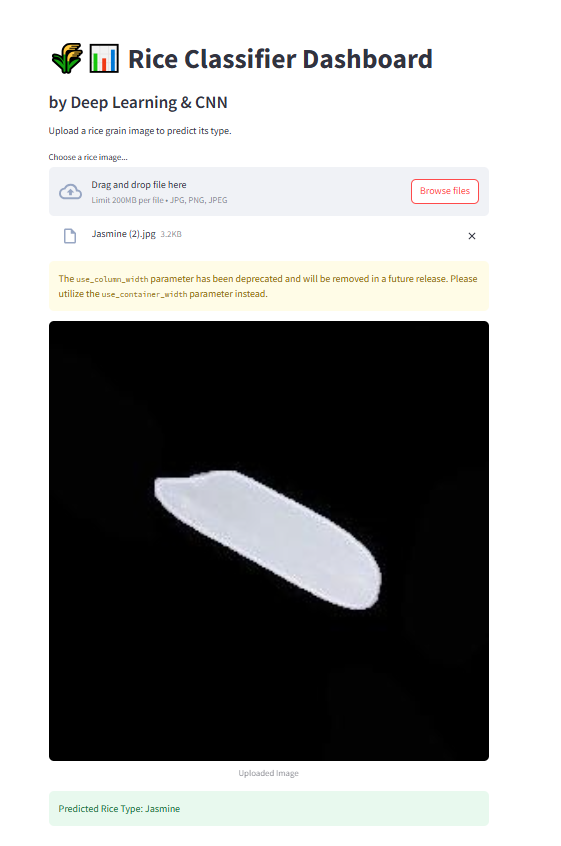 🌾📊 Rice Classifier Dashboard
by Deep Learning & CNN
Upload a rice grain image to predict its type.
Choose a rice image...
Drag and drop file here
Browse files
Limit 200MB per file • JPG, PNG, JPEG
Jasmine (2).jpg 3.2KB
The use_column_width parameter has been deprecated and will be removed in a future release. Please
utilize the use_container_width parameter instead.
Uploaded Image
Predicted Rice Type: Jasmine